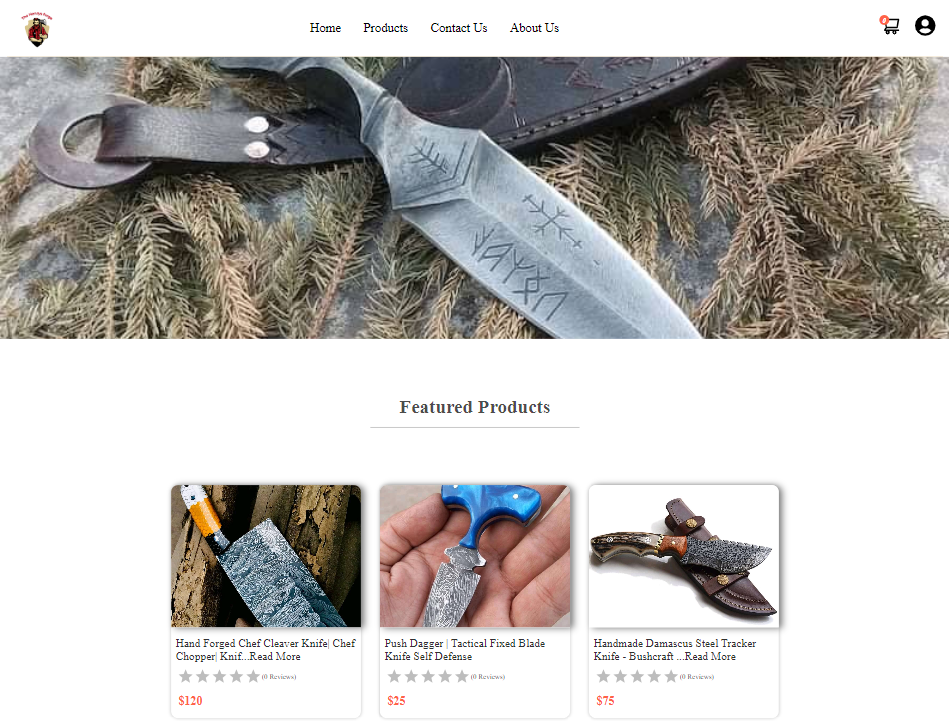 Home Products Contact Us About Us
Featured Products
Hand Forged Chef Cleaver Knife| Chef
Chopper| Knif...Read More
(0 Reviews)
$120
Push Dagger | Tactical Fixed Blade
Knife Self Defense
(0 Reviews)
$25
Handmade Damascus Steel Tracker
Knife - Bushcraft ...Read More
(0 Reviews)
$75